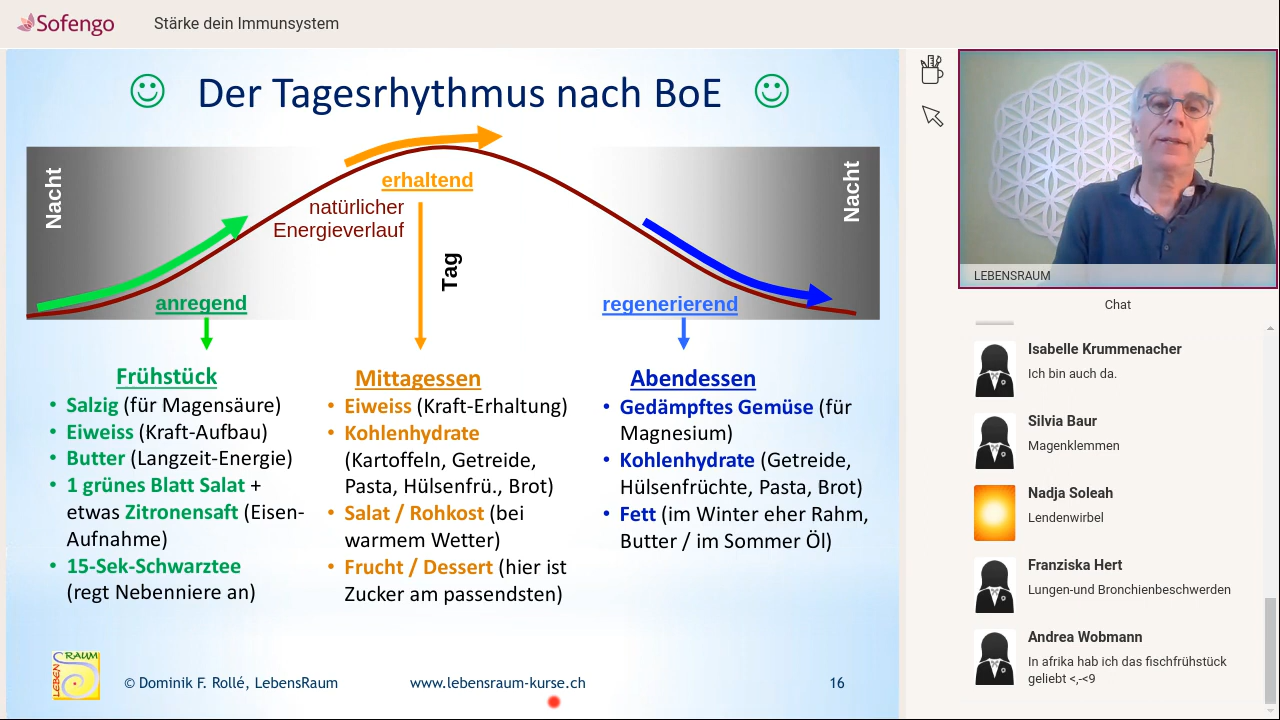 Sofengo
Stärke dein Immunsystem
Der Tagesrhythmus nach BoE
Nacht
Nacht
erhaltend
natürlicher
Energieverlauf
Tag
anregend
regenerierend
Frühstück
• Salzig (für Magensäure)
• Eiweiss (Kraft-Aufbau)
• Butter (Langzeit-Energie)
• 1 grünes Blatt Salat +
etwas Zitronensaft (Eisen-
Aufnahme)
• 15-Sek-Schwarztee
(regt Nebenniere an)
Mittagessen
• Eiweiss (Kraft-Erhaltung)
• Kohlenhydrate
(Kartoffeln, Getreide,
Pasta, Hülsenfrü., Brot)
• Salat / Rohkost (bei
warmem Wetter)
• Frucht / Dessert (hier ist
Zucker am passendsten)
Abendessen
• Gedämpftes Gemüse (für
Magnesium)
• Kohlenhydrate (Getreide,
Hülsenfrüchte, Pasta, Brot)
• Fett (im Winter eher Rahm,
Butter / im Sommer Öl)
LEBENSRAUM
© Dominik F. Rollé, LebensRaum
www.lebensraum-kurse.ch
16
LEBENSRAUM
Chat
Isabelle Krummenacher
Ich bin auch da.
Silvia Baur
Magenklemmen
Nadja Soleah
Lendenwirbel
Franziska Hert
Lungen-und Bronchienbeschwerden
Andrea Wobmann
In afrika hab ich das fischfrühstück
geliebt <,-<9